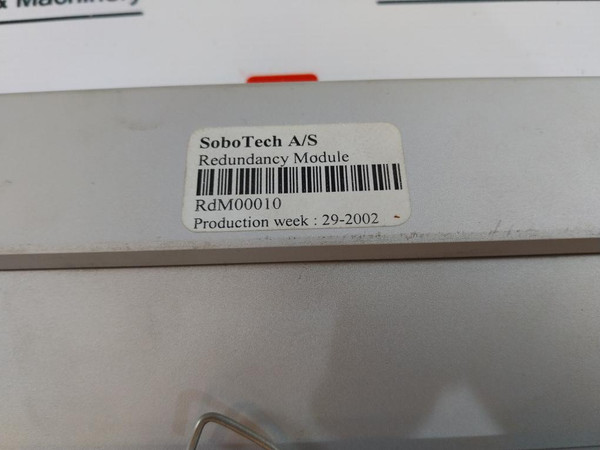 & Machinery
SoboTech A/S
Redundancy Module
RdM00010
Production week : 29-2002